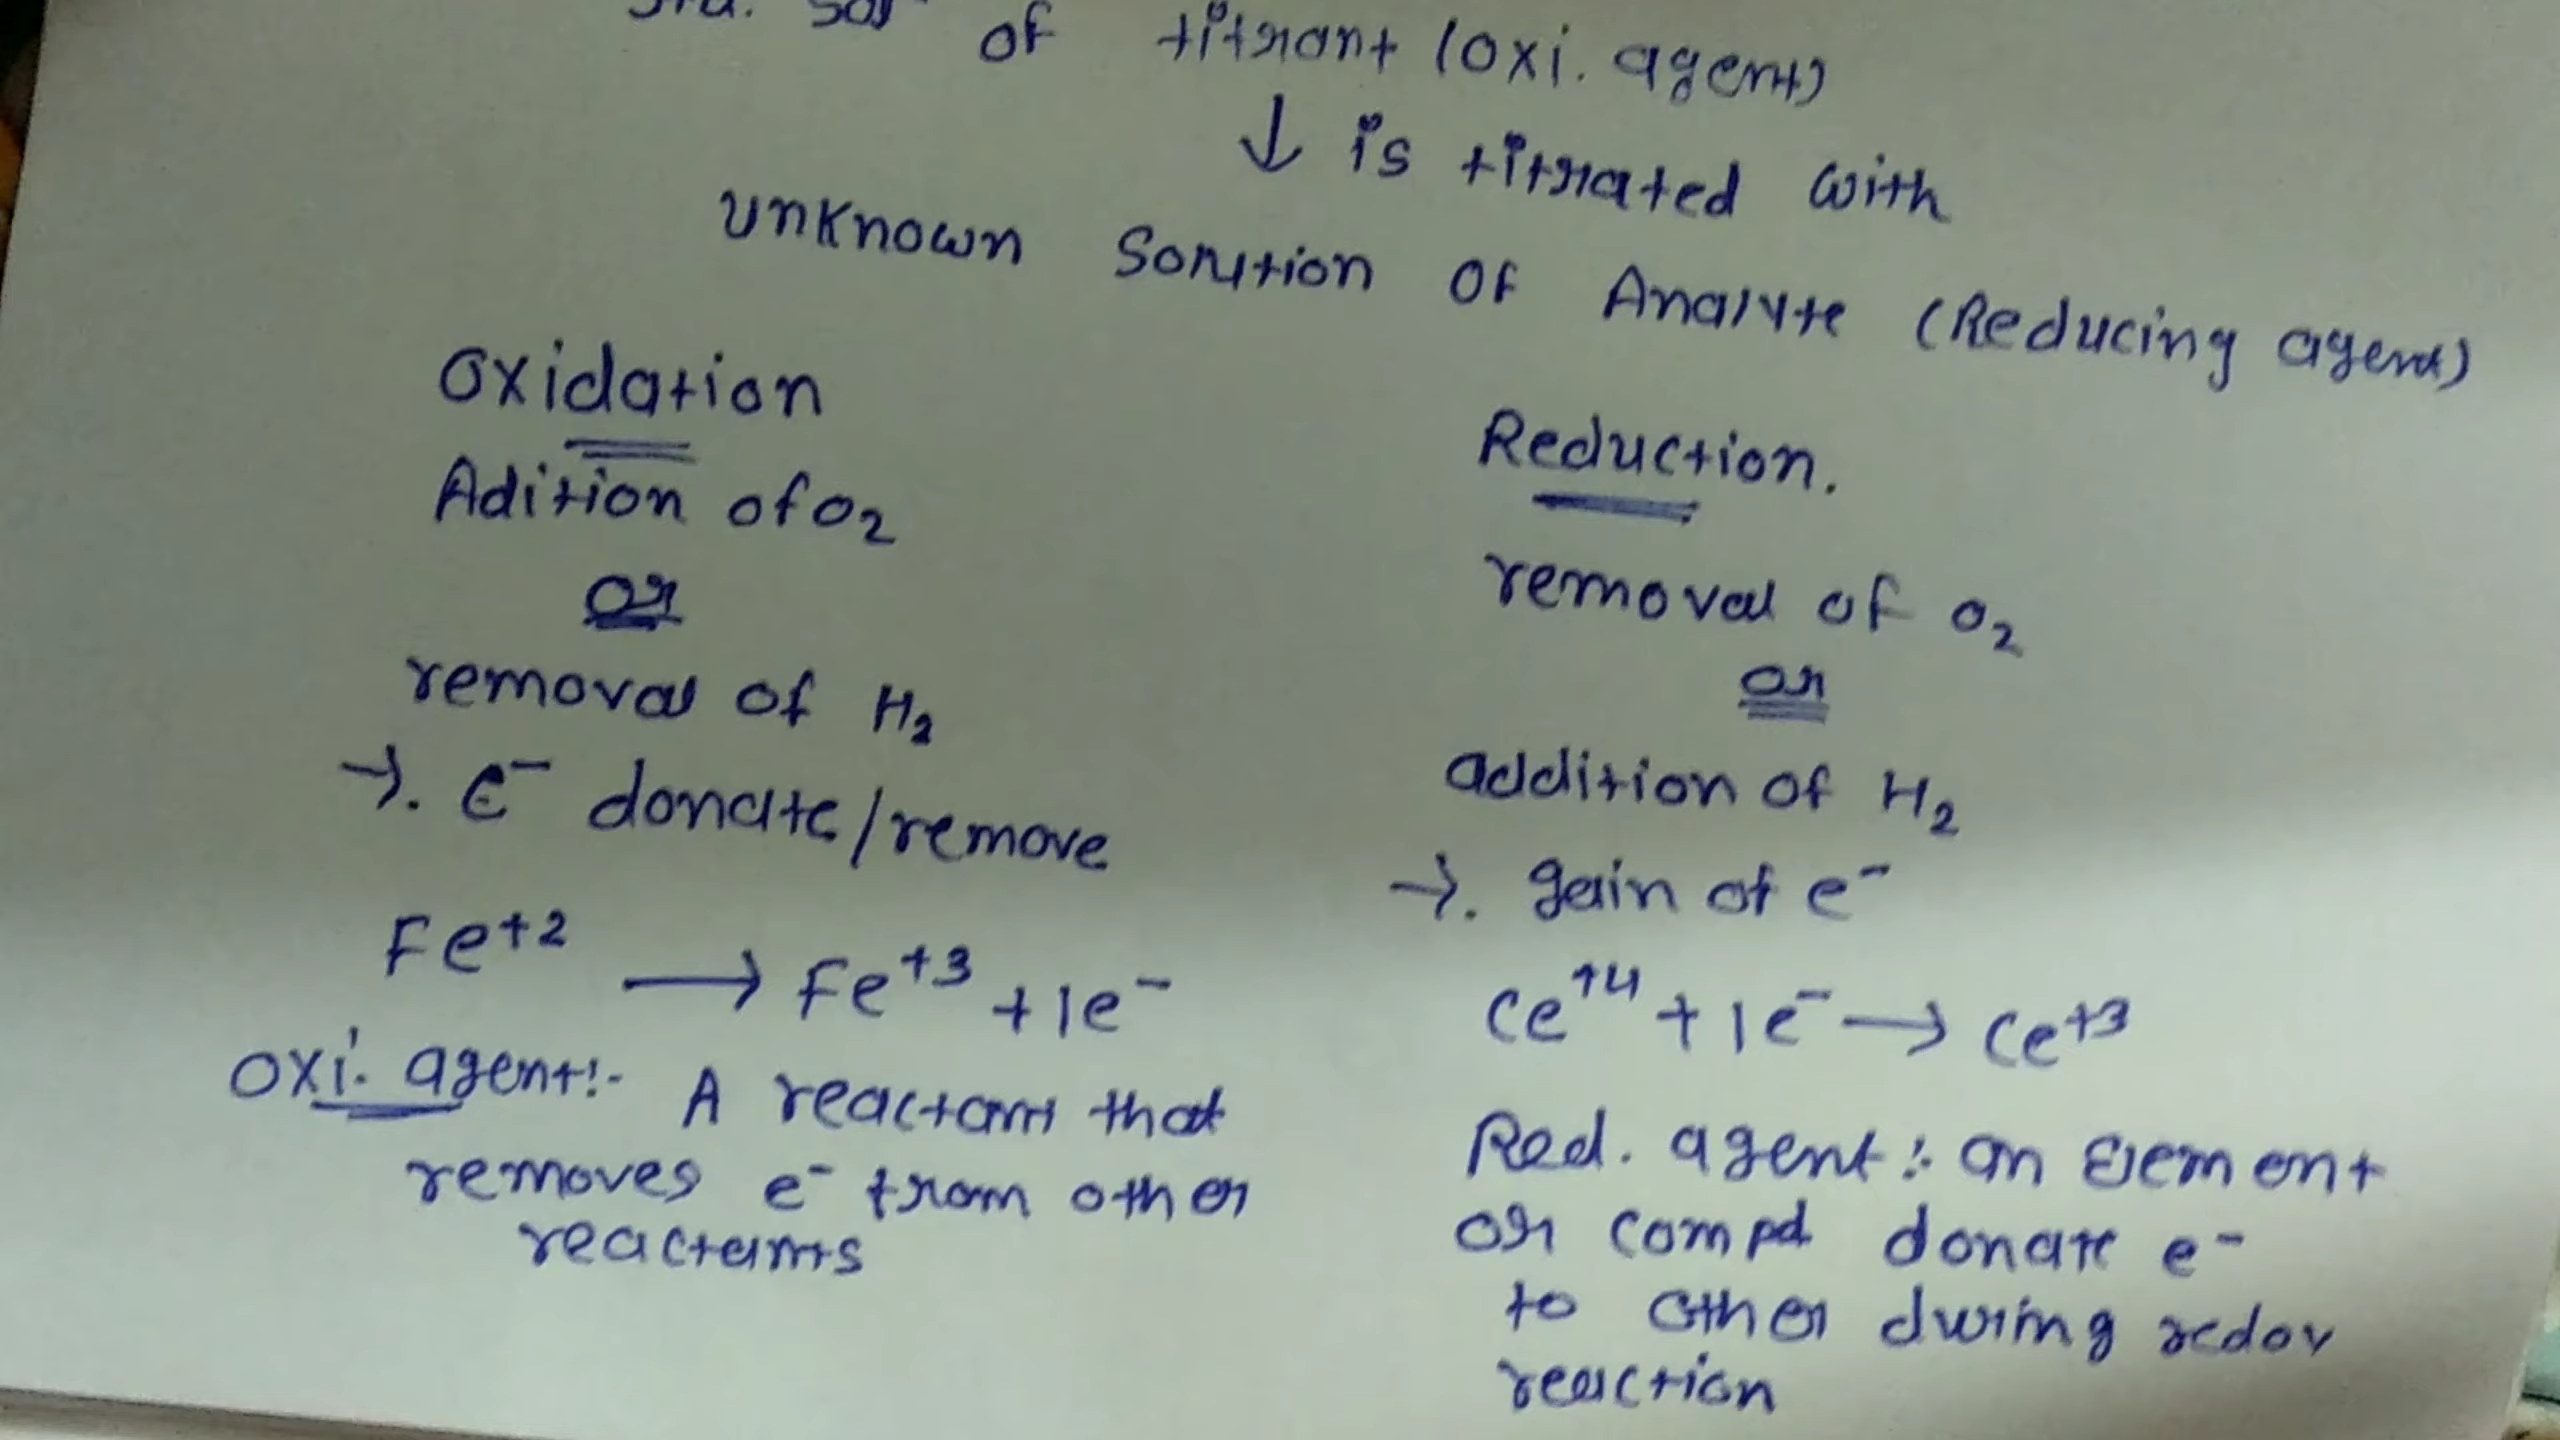 Std. Soln of titrant (oxi. agent)
↓ is titrated with
unknown Solution of Analyte (Reducing agent)
Oxidation
Adition of O2
or
removal of H2
→. e- donate/remove
Fe+2 → Fe+3 + 1e-
Oxi. agent:- A reactant that
removes e- from other
reactants
Reduction.
removal of O2
or
addition of H2
→. gain of e-
Ce+4 + 1e- → Ce+3
Red. agent :- an Element
or compd donate e-
to other during redox
reaction